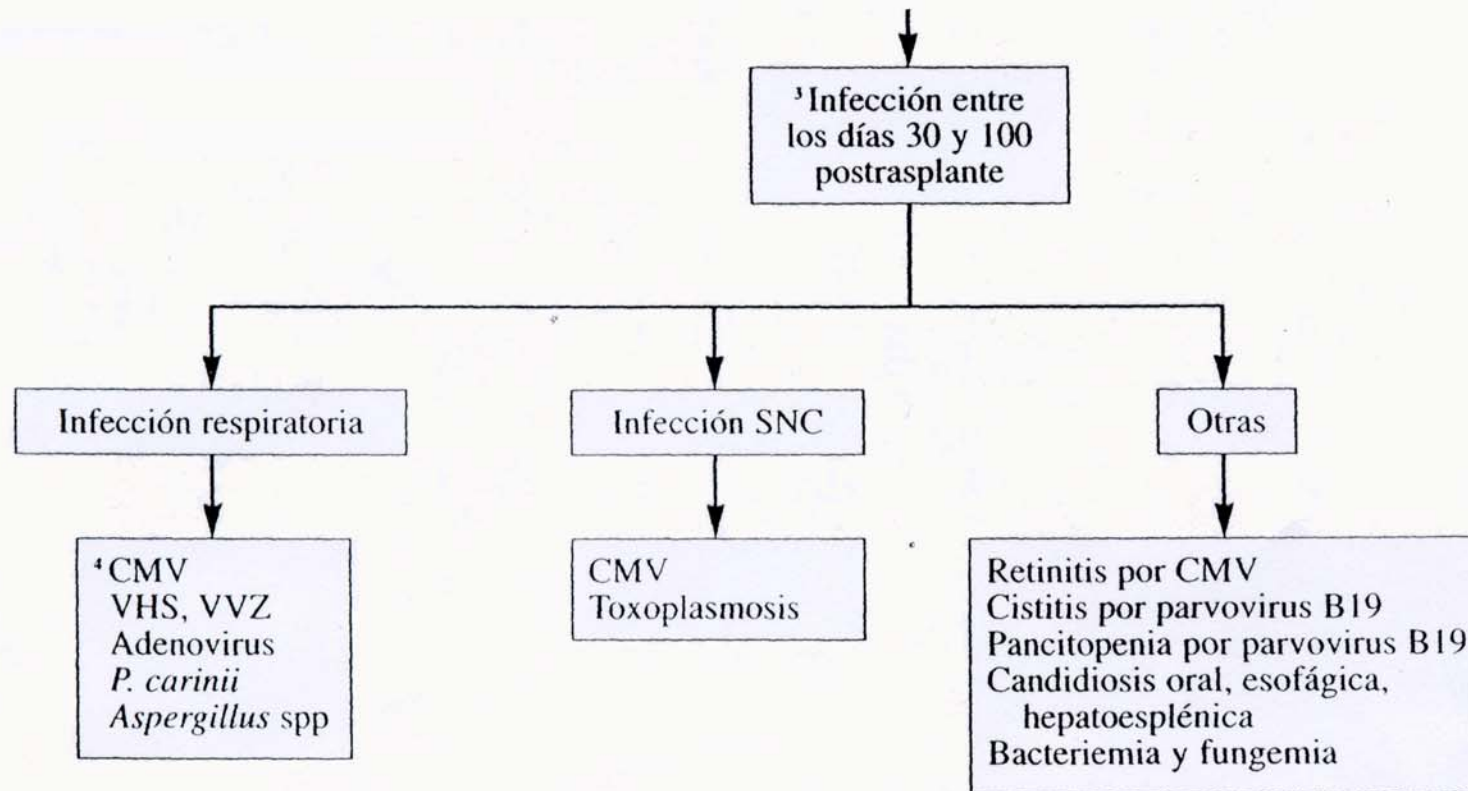 ³Infección entre
los días 30 y 100
postrasplante
Infección respiratoria
Infección SNC
Otras
⁴CMV
VHS, VVZ
Adenovirus
P. carinii
Aspergillus spp
CMV
Toxoplasmosis
Retinitis por CMV
Cistitis por parvovirus B19
Pancitopenia por parvovirus B19
Candidiosis oral, esofágica,
hepatoesplénica
Bacteriemia y fungemia